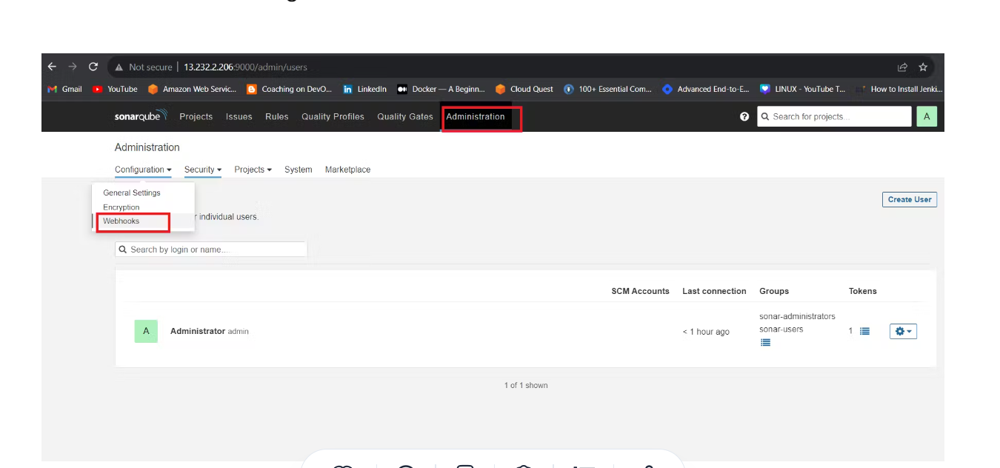 Not secure | 13.232.2.206:9000/admin/users
Gmail YouTube Amazon Web Servic... Coaching on DevO... LinkedIn Docker — A Beginn... Cloud Quest 100+ Essential Com... Advanced End-to-E... LINUX - YouTube T... How to Install Jenki...
sonarqube Projects Issues Rules Quality Profiles Quality Gates Administration ? Search for projects... A
Administration
Configuration Security Projects System Marketplace
General Settings
Encryption
Webhooks
individual users.
Create User
Search by login or name...
SCM Accounts Last connection Groups Tokens
A Administrator admin < 1 hour ago sonar-administrators
sonar-users
1
1 of 1 shown